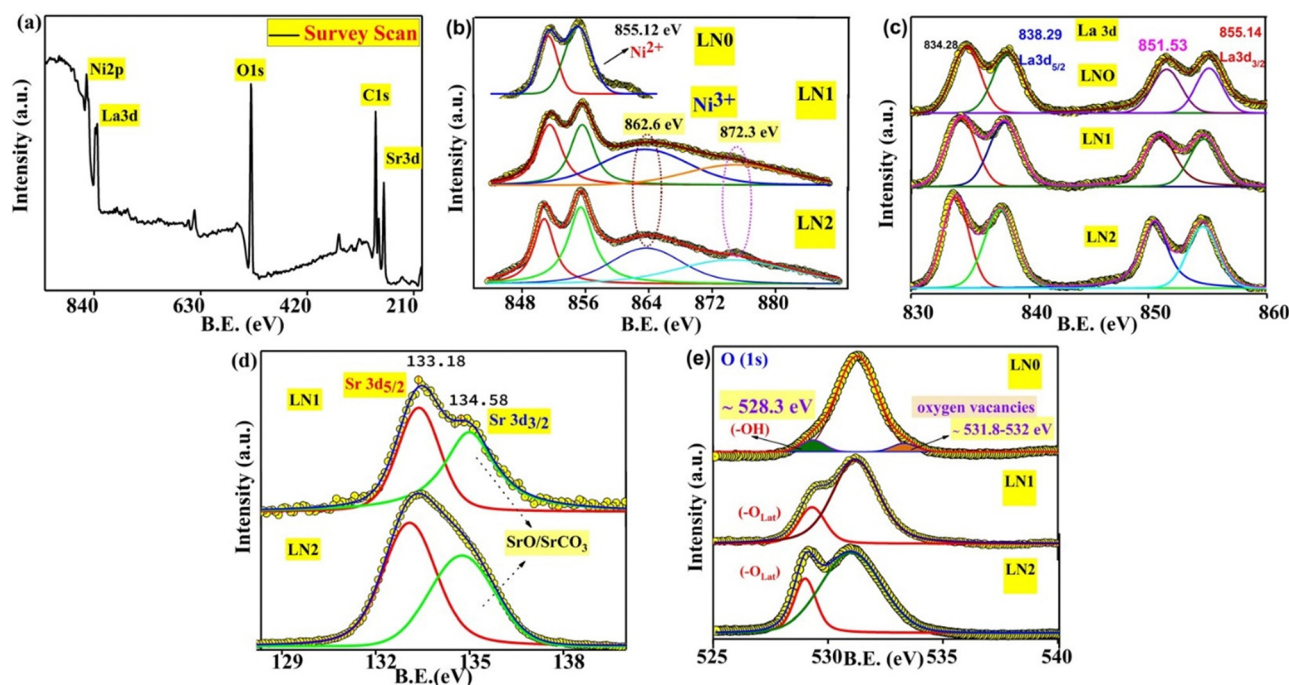 (a)
Survey Scan
Ni2p
La3d
O1s
C1s
Sr3d
Intensity (a.u.)
840
630
420
210
B.E. (eV)
(b)
855.12 eV
Ni2+
LN0
Ni3+
LN1
862.6 eV
872.3 eV
LN2
Intensity (a.u.)
848
856
864
872
880
B.E. (eV)
(c)
La 3d
834.28
838.29
La3d5/2
851.53
855.14
La3d3/2
LNO
LN1
LN2
Intensity (a.u.)
830
840
850
860
B.E. (eV)
(d)
133.18
Sr 3d5/2
134.58
LN1
Sr 3d3/2
LN2
SrO/SrCO3
Intensity (a.u.)
129
132
135
138
B.E.(eV)
(e)
O (1s)
LN0
~ 528.3 eV
oxygen vacancies
(-OH)
~ 531.8-532 eV
LN1
(-OLat)
LN2
(-OLat)
Intensity (a.u.)
525
530
B.E.(eV)
535
540